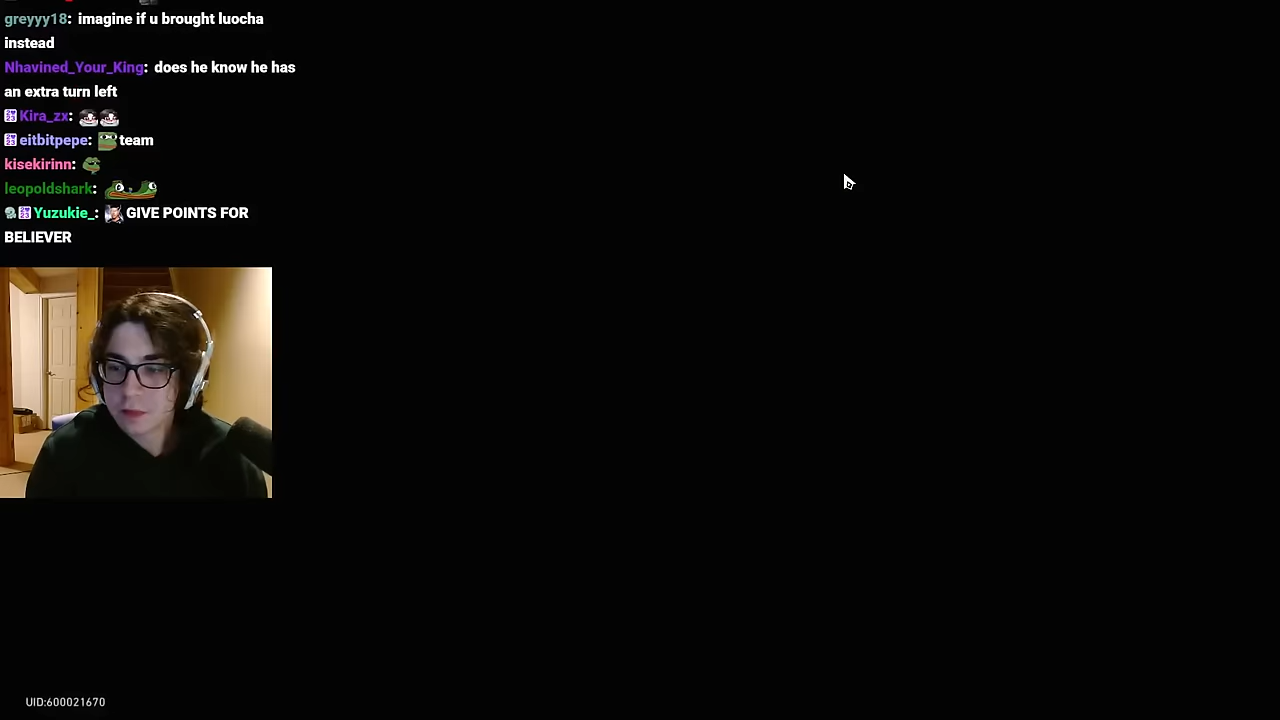 greyyy18: imagine if u brought luocha
instead
Nhavined_Your_King: does he know he has
an extra turn left
Kira_zx:
eitbitpepe: team
kisekirinn:
leopoldshark:
Yuzukie_: GIVE POINTS FOR
BELIEVER
UID:600021670